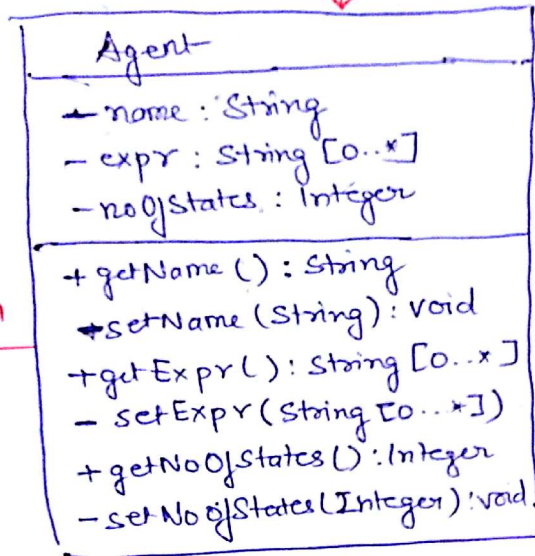 Agent
- name : String
- expr : String [0..*]
- noOfStates : Integer
+ getName () : String
+ setName (String) : void
+ getExpr () : String [0..*]
- setExpr (String [0...*])
+ getNoOfStates () : Integer
- setNoOfStates (Integer) : void.